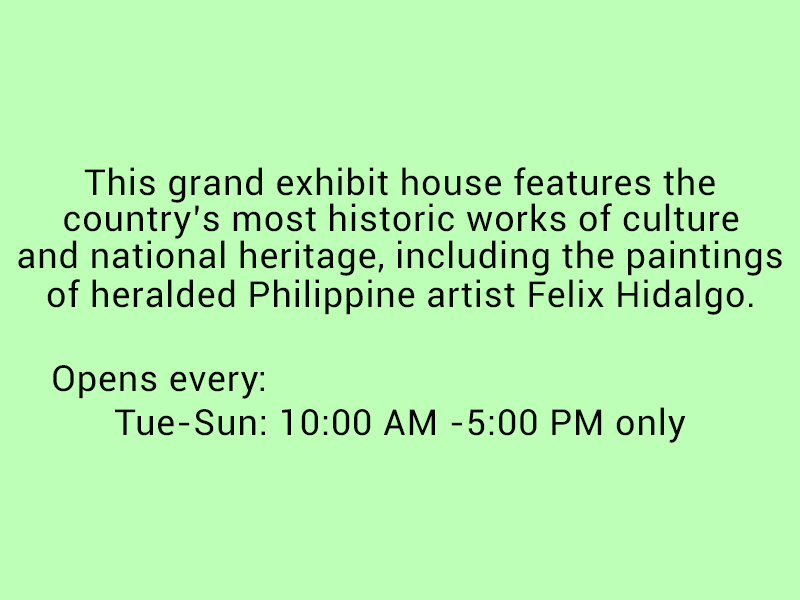 This grand exhibit house features the
country's most historic works of culture
and national heritage, including the paintings
of heralded Philippine artist Felix Hidalgo.
Opens every:
Tue-Sun: 10:00 AM -5:00 PM only